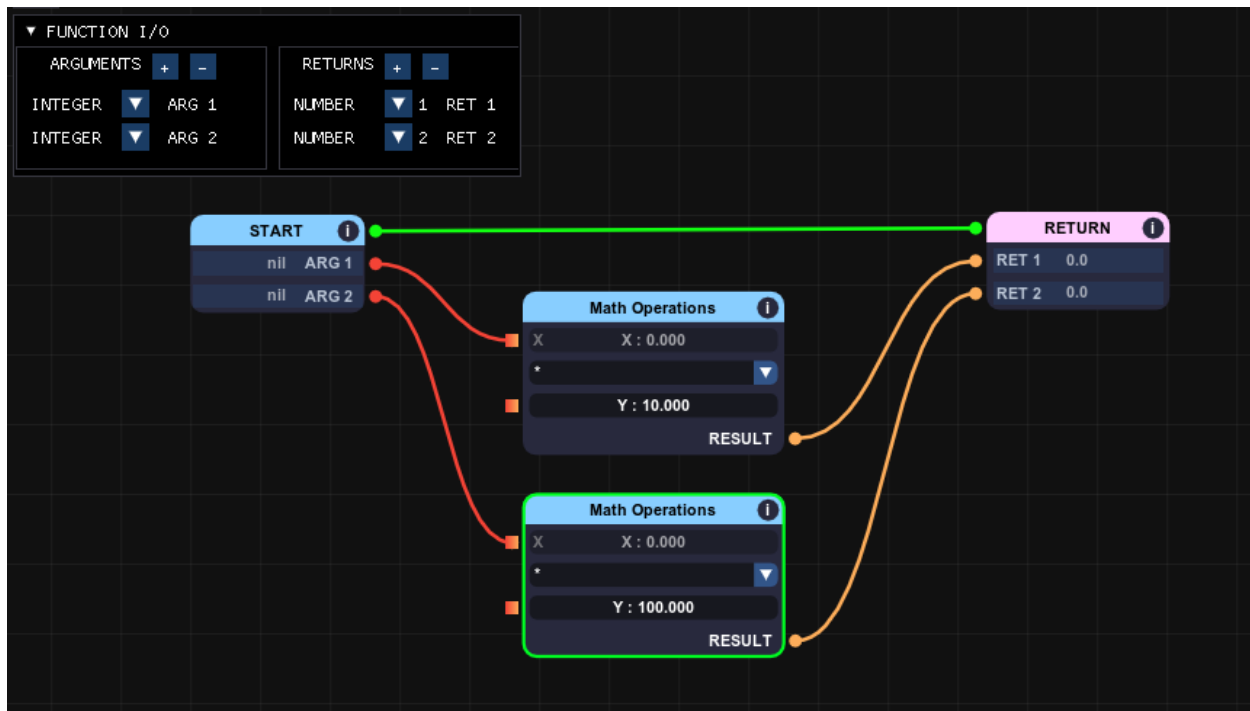 ▼ FUNCTION I/O
ARGUMENTS + - RETURNS + -
INTEGER ▼ ARG 1 NUMBER ▼ 1 RET 1
INTEGER ▼ ARG 2 NUMBER ▼ 2 RET 2
START i
nil ARG 1
nil ARG 2
RETURN i
RET 1 0.0
RET 2 0.0
Math Operations i
X X : 0.000
* ▼
Y : 10.000
RESULT
Math Operations i
X X : 0.000
* ▼
Y : 100.000
RESULT